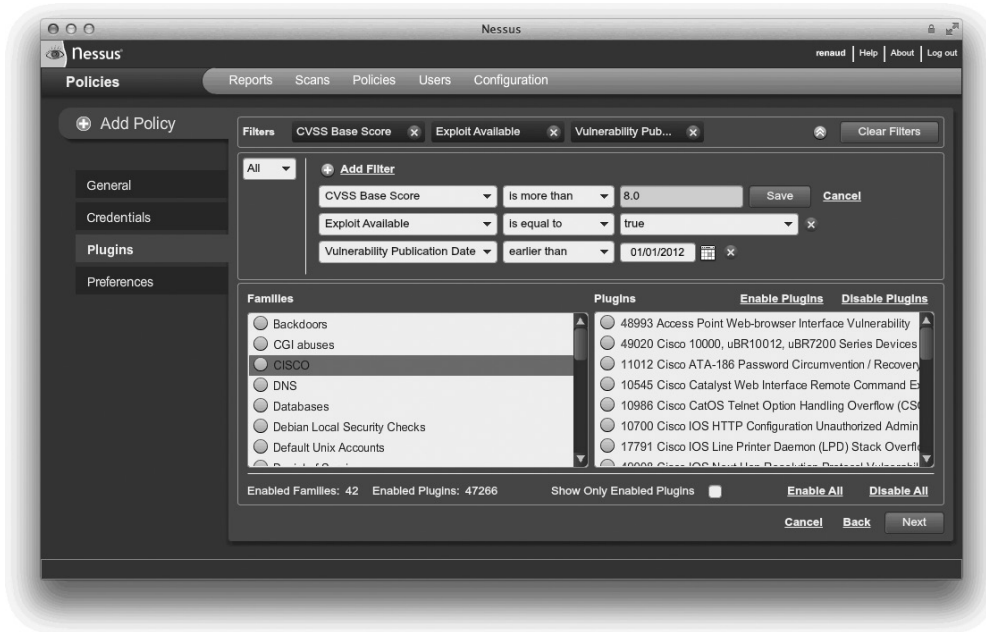 Nessus
Nessus
renaud | Help | About | Log out
Policies
Reports Scans Policies Users Configuration
Add Policy
General
Credentials
Plugins
Preferences
Filters CVSS Base Score Exploit Available Vulnerability Pub... Clear Filters
All
Add Filter
CVSS Base Score is more than 8.0 Save Cancel
Exploit Available is equal to true
Vulnerability Publication Date earlier than 01/01/2012
Families
Backdoors
CGI abuses
CISCO
DNS
Databases
Debian Local Security Checks
Default Unix Accounts
Plugins Enable Plugins Disable Plugins
48993 Access Point Web-browser Interface Vulnerability
49020 Cisco 10000, uBR10012, uBR7200 Series Devices
11012 Cisco ATA-186 Password Circumvention / Recovery
10545 Cisco Catalyst Web Interface Remote Command
10986 Cisco CatOS Telnet Option Handling Overflow
10700 Cisco IOS HTTP Configuration Unauthorized Admin
17791 Cisco IOS Line Printer Daemon (LPD) Stack
Enabled Families: 42 Enabled Plugins: 47266 Show Only Enabled Plugins Enable All Disable All
Cancel Back Next